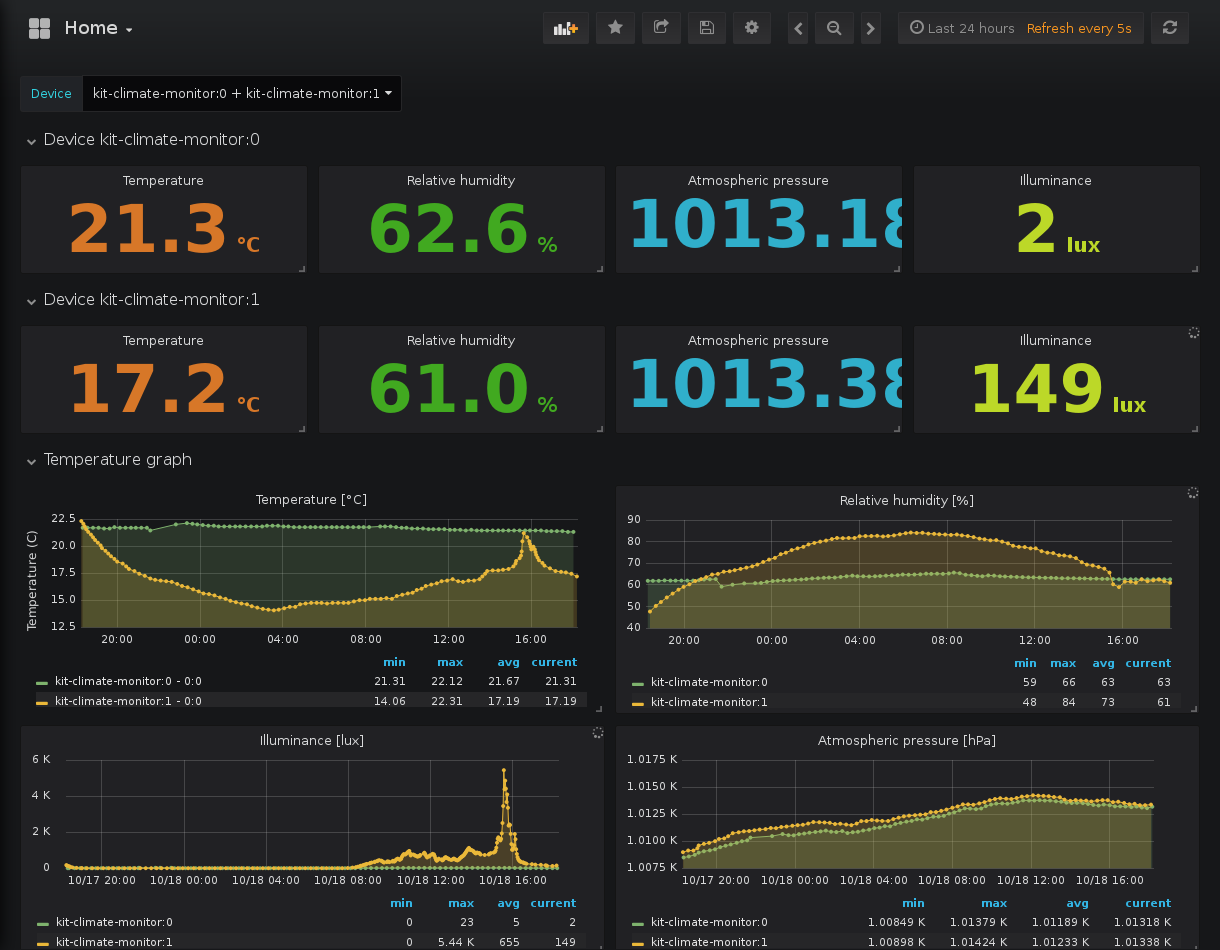 Home
Last 24 hours Refresh every 5s
Device kit-climate-monitor:0 + kit-climate-monitor:1
Device kit-climate-monitor:0
Temperature Relative humidity Atmospheric pressure Illuminance
21.3 °C 62.6 % 1013.18 2 lux
Device kit-climate-monitor:1
Temperature Relative humidity Atmospheric pressure Illuminance
17.2 °C 61.0 % 1013.38 149 lux
Temperature graph
Temperature [°C]
Temperature (C)
22.5
20.0
17.5
15.0
12.5
20:00 00:00 04:00 08:00 12:00 16:00
min max avg current
kit-climate-monitor:0 - 0:0 21.31 22.12 21.67 21.31
kit-climate-monitor:1 - 0:0 14.06 22.31 17.19 17.19
Relative humidity [%]
90
80
70
60
50
40
20:00 00:00 04:00 08:00 12:00 16:00
min max avg current
kit-climate-monitor:0 59 66 63 63
kit-climate-monitor:1 48 84 73 61
Illuminance [lux]
6 K
4 K
2 K
0
10/17 20:00 10/18 00:00 10/18 04:00 10/18 08:00 10/18 12:00 10/18 16:00
min max avg current
kit-climate-monitor:0 0 23 5 2
kit-climate-monitor:1 0 5.44 K 655 149
Atmospheric pressure [hPa]
1.0175 K
1.0150 K
1.0125 K
1.0100 K
1.0075 K
10/17 20:00 10/18 00:00 10/18 04:00 10/18 08:00 10/18 12:00 10/18 16:00
min max avg current
kit-climate-monitor:0 1.00849 K 1.01379 K 1.01189 K 1.01318 K
kit-climate-monitor:1 1.00898 K 1.01424 K 1.01233 K 1.01338 K